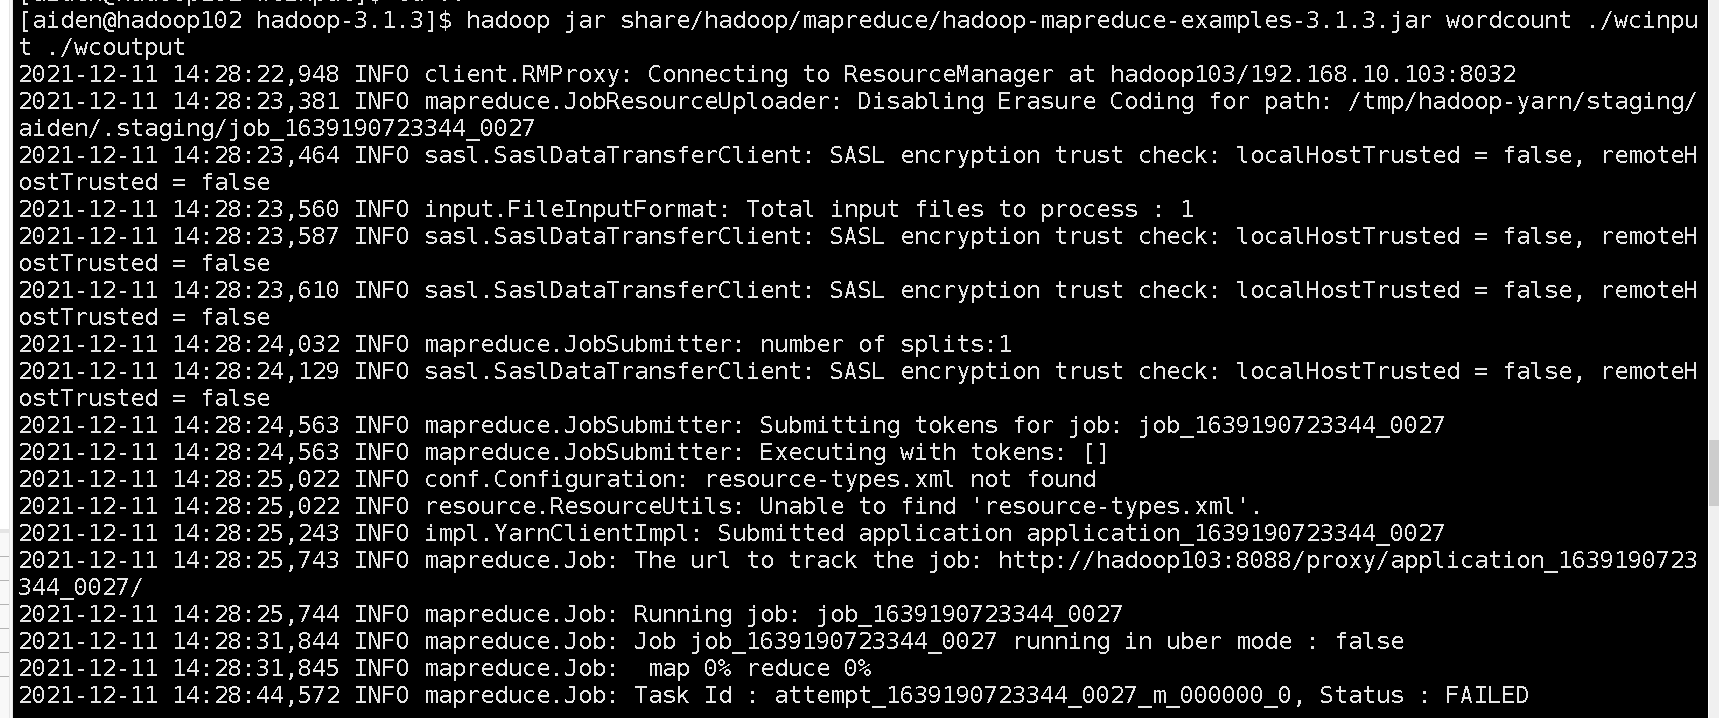 [aiden@hadoop102 hadoop-3.1.3]$ hadoop jar share/hadoop/mapreduce/hadoop-mapreduce-examples-3.1.3.jar wordcount ./wcinpu
t ./wcoutput
2021-12-11 14:28:22,948 INFO client.RMProxy: Connecting to ResourceManager at hadoop103/192.168.10.103:8032
2021-12-11 14:28:23,381 INFO mapreduce.JobResourceUploader: Disabling Erasure Coding for path: /tmp/hadoop-yarn/staging/
aiden/.staging/job_1639190723344_0027
2021-12-11 14:28:23,464 INFO sasl.SaslDataTransferClient: SASL encryption trust check: localHostTrusted = false, remoteH
ostTrusted = false
2021-12-11 14:28:23,560 INFO input.FileInputFormat: Total input files to process : 1
2021-12-11 14:28:23,587 INFO sasl.SaslDataTransferClient: SASL encryption trust check: localHostTrusted = false, remoteH
ostTrusted = false
2021-12-11 14:28:23,610 INFO sasl.SaslDataTransferClient: SASL encryption trust check: localHostTrusted = false, remoteH
ostTrusted = false
2021-12-11 14:28:24,032 INFO mapreduce.JobSubmitter: number of splits:1
2021-12-11 14:28:24,129 INFO sasl.SaslDataTransferClient: SASL encryption trust check: localHostTrusted = false, remoteH
ostTrusted = false
2021-12-11 14:28:24,563 INFO mapreduce.JobSubmitter: Submitting tokens for job: job_1639190723344_0027
2021-12-11 14:28:24,563 INFO mapreduce.JobSubmitter: Executing with tokens: []
2021-12-11 14:28:25,022 INFO conf.Configuration: resource-types.xml not found
2021-12-11 14:28:25,022 INFO resource.ResourceUtils: Unable to find 'resource-types.xml'.
2021-12-11 14:28:25,243 INFO impl.YarnClientImpl: Submitted application application_1639190723344_0027
2021-12-11 14:28:25,743 INFO mapreduce.Job: The url to track the job: http://hadoop103:8088/proxy/application_1639190723
344_0027/
2021-12-11 14:28:25,744 INFO mapreduce.Job: Running job: job_1639190723344_0027
2021-12-11 14:28:31,844 INFO mapreduce.Job: Job job_1639190723344_0027 running in uber mode : false
2021-12-11 14:28:31,845 INFO mapreduce.Job:  map 0% reduce 0%
2021-12-11 14:28:44,572 INFO mapreduce.Job: Task Id : attempt_1639190723344_0027_m_000000_0, Status : FAILED